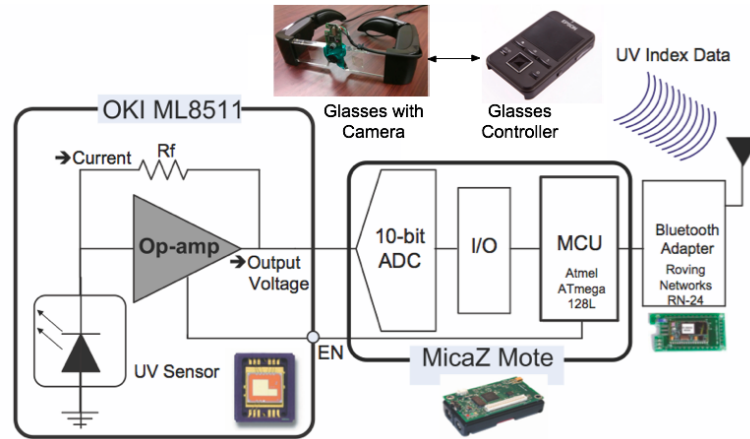 Glasses with
Camera
Glasses
Controller
EPSON
UV Index Data
OKI ML8511
➔Current
Rf
Op-amp
➔Output
Voltage
UV Sensor
EN
10-bit
ADC
I/O
MCU
Atmel
ATmega
128L
MicaZ Mote
Bluetooth
Adapter
Roving
Networks
RN-24